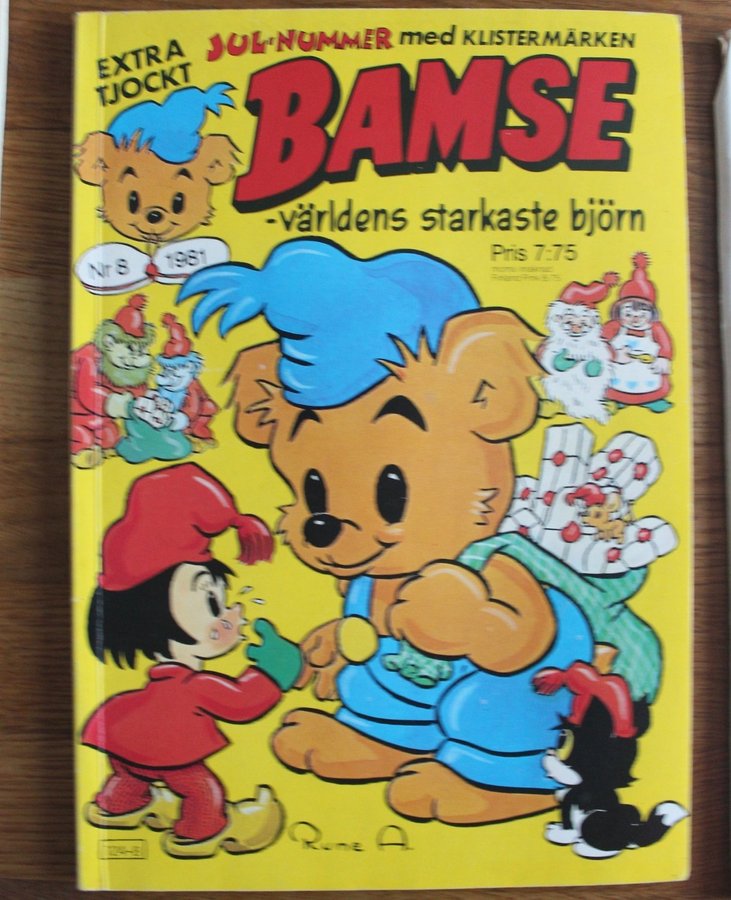 EXTRA
TJOCKT
JUL-NUMMER med KLISTERMÄRKEN
BAMSE
-världens starkaste björn
Nr 8 1981
Pris 7:75
Rune A.